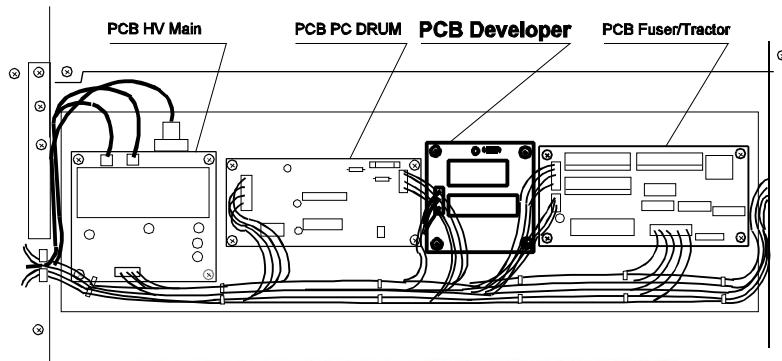 PCB HV Main
PCB PC DRUM
PCB Developer
PCB Fuser/Tractor